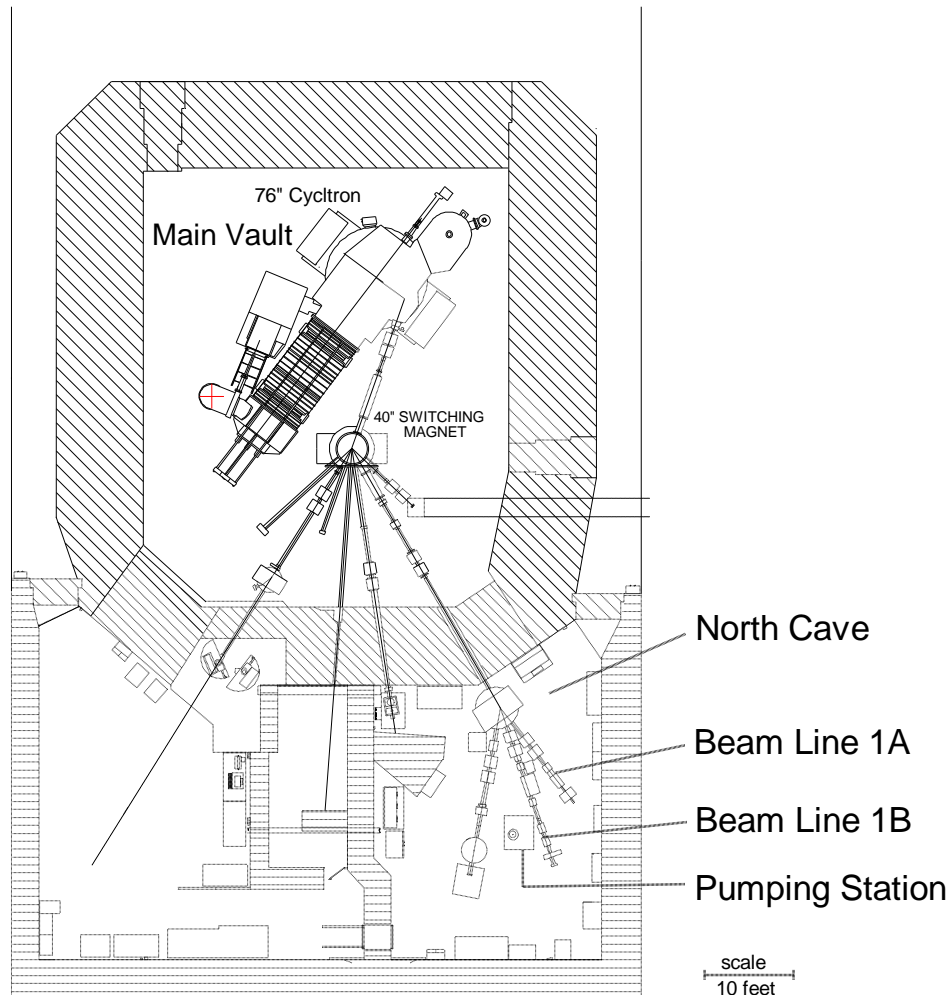 76" Cycltron
Main Vault
40" SWITCHING
MAGNET
North Cave
Beam Line 1A
Beam Line 1B
Pumping Station
scale
10 feet